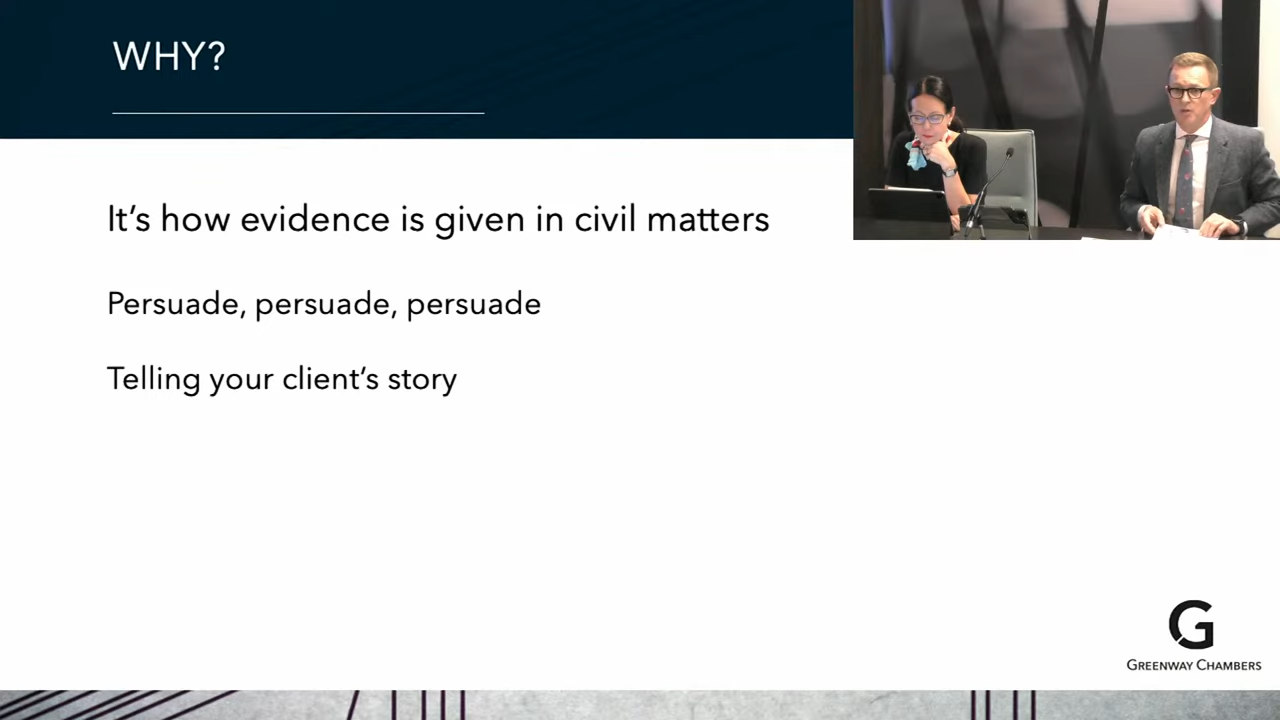 WHY?
It’s how evidence is given in civil matters
Persuade, persuade, persuade
Telling your client’s story
G
GREENWAY CHAMBERS